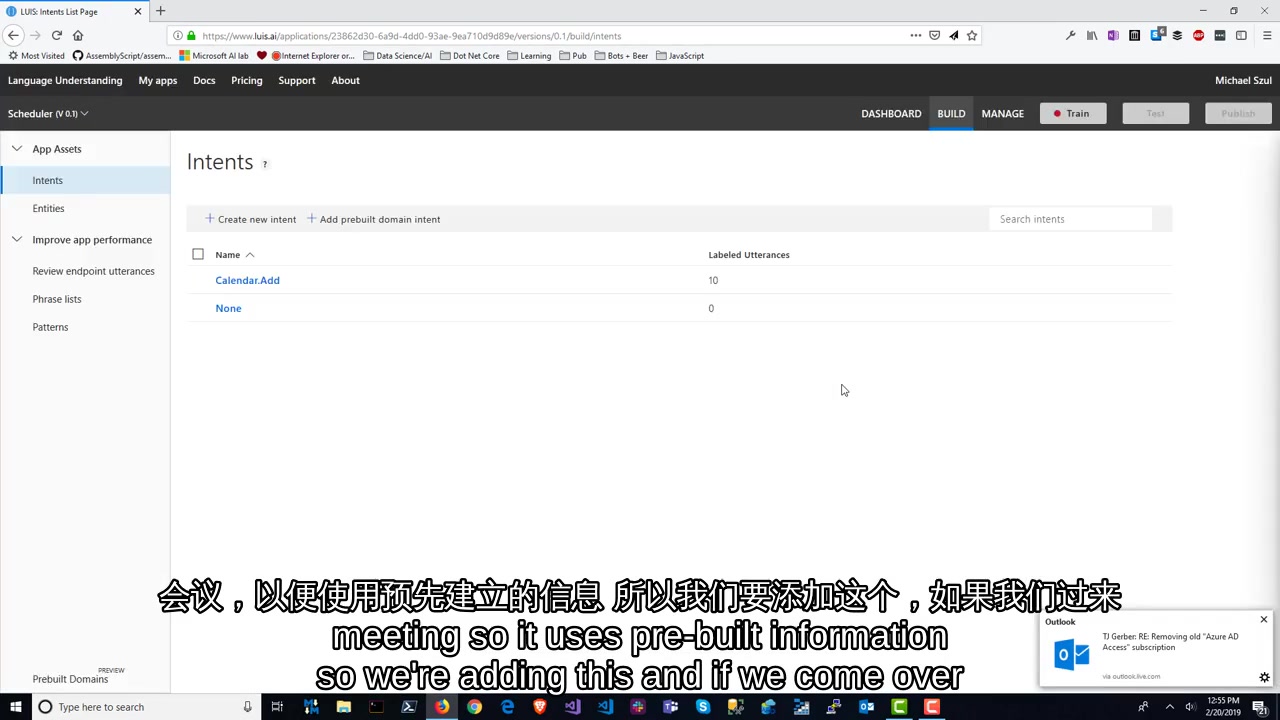 LUIS: Intents List Page
https://www.luis.ai/applications/23862d30-6a9d-4dd0-93ae-9ea710d9d89e/versions/0.1/build/intents
Most Visited AssemblyScript/assem... Microsoft AI lab Internet Explorer or... Data Science/AI Dot Net Core Learning Pub Bots + Beer JavaScript
Language Understanding My apps Docs Pricing Support About Michael Szul
Scheduler (V 0.1) DASHBOARD BUILD MANAGE Train Test Publish
App Assets
Intents
Entities
Improve app performance
Review endpoint utterances
Phrase lists
Patterns
PREVIEW
Prebuilt Domains
Intents ?
+ Create new intent + Add prebuilt domain intent Search intents
Name Labeled Utterances
Calendar.Add 10
None 0
会议，以便使用预先建立的信息 所以我们要添加这个，如果我们过来
meeting so it uses pre-built information
so we're adding this and if we come over
Outlook
TJ Gerber: RE: Removing old "Azure AD
Access" subscription
via outlook.live.com
Type here to search
12:55 PM
2/20/2019